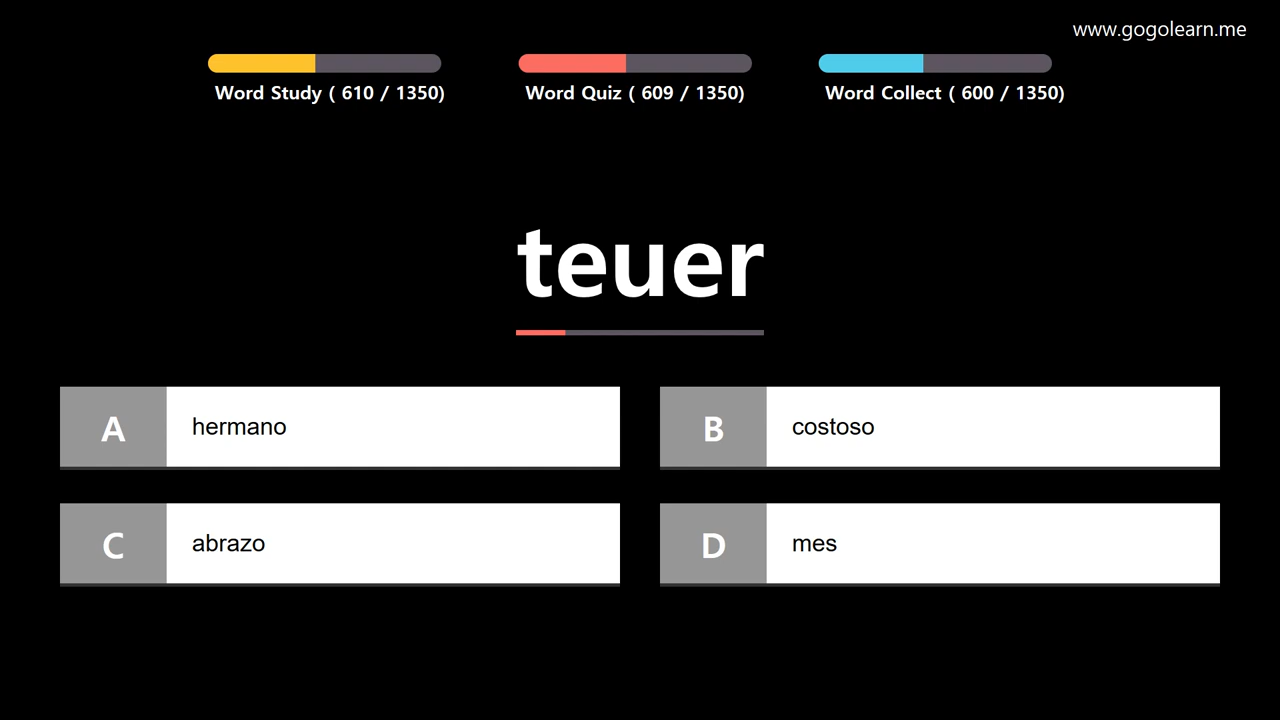 www.gogolearn.me
Word Study ( 610 / 1350)
Word Quiz ( 609 / 1350)
Word Collect ( 600 / 1350)
teuer
A hermano
B costoso
C abrazo
D mes